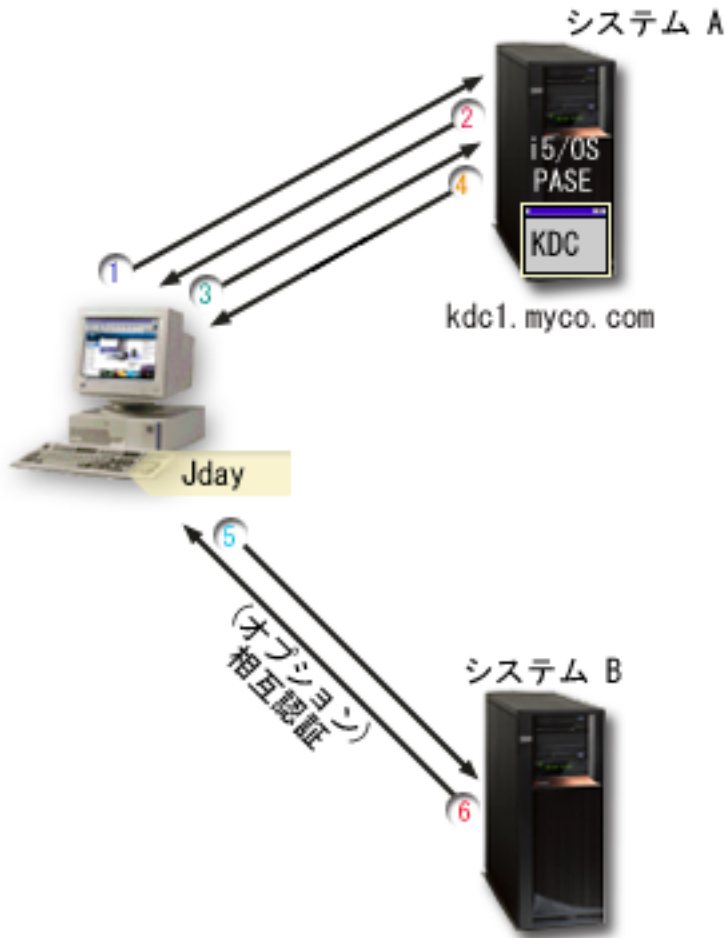 システム A
2
i5/OS
PASE
4
KDC
1
3
kdc1.myco.com
Jday
5
(オプション)
相互認証
システム B
6